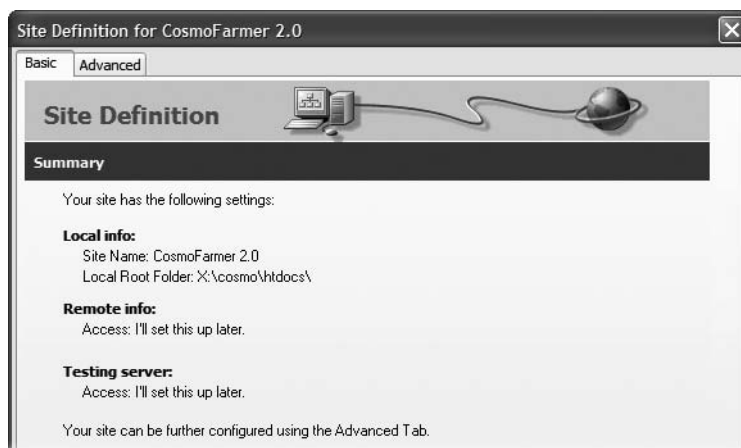 Site Definition for CosmoFarmer 2.0
Basic
Advanced
Site Definition
Summary
Your site has the following settings:
Local info:
Site Name: CosmoFarmer 2.0
Local Root Folder: X:\cosmo\htdocs\
Remote info:
Access: I'll set this up later.
Testing server:
Access: I'll set this up later.
Your site can be further configured using the Advanced Tab.